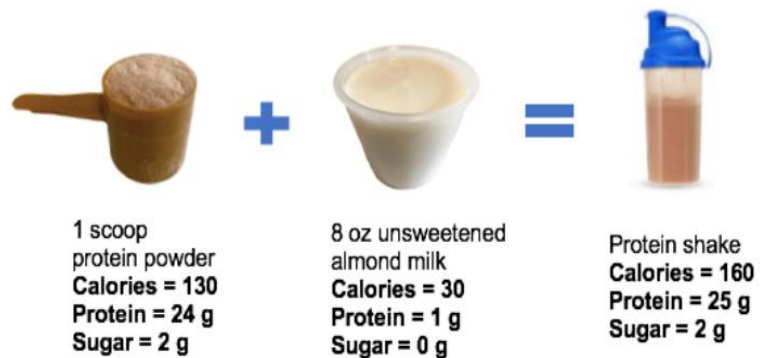 1 scoop
protein powder
Calories = 130
Protein = 24 g
Sugar = 2 g
8 oz unsweetened
almond milk
Calories = 30
Protein = 1 g
Sugar = 0 g
Protein shake
Calories = 160
Protein = 25 g
Sugar = 2 g